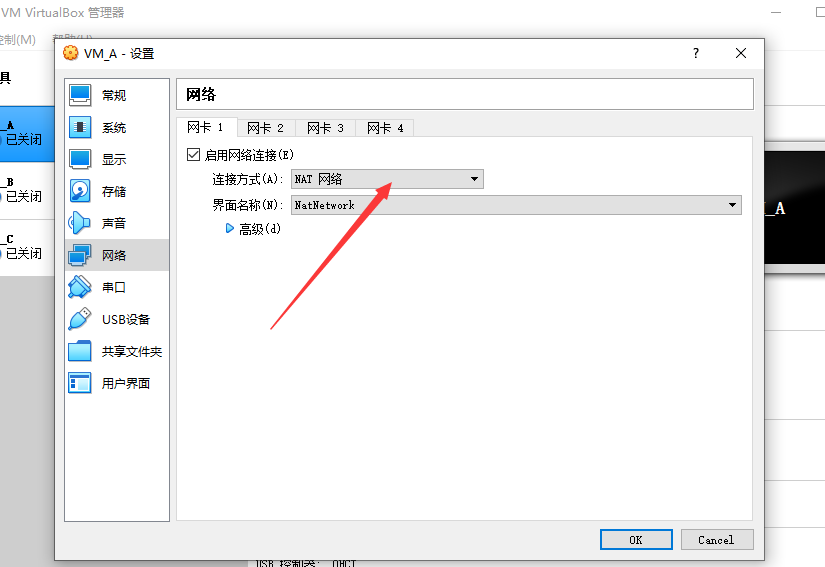 VM VirtualBox 管理器
控制(M) 帮助(H)
VM_A - 设置
?
具
_A
已关闭
_B
已关闭
_C
已关闭
常规
系统
显示
存储
声音
网络
串口
USB设备
共享文件夹
用户界面
网络
网卡 1 网卡 2 网卡 3 网卡 4
启用网络连接(E)
连接方式(A): NAT 网络
界面名称(N): NatNetwork
高级(d)
_A
OK Cancel
USB 控制器: OHCI